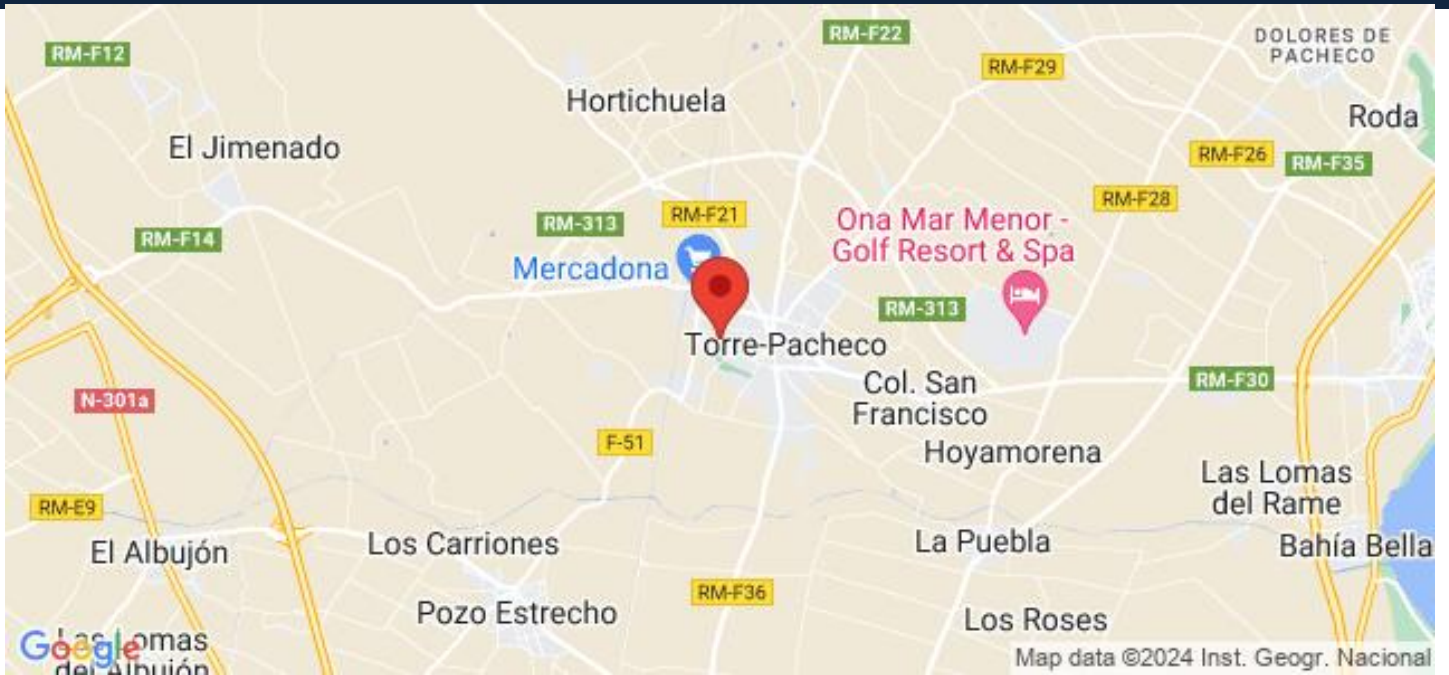 RM-F12
RM-F22
DOLORES DE
PACHECO
RM-F29
Hortichuela
Roda
El Jimenado
RM-F26
RM-F35
RM-F28
RM-313
RM-F21
Ona Mar Menor -
Golf Resort & Spa
RM-F14
Mercadona
RM-313
Torre-Pacheco
Col. San
Francisco
RM-F30
N-301a
F-51
Hoyamorena
Las Lomas
del Rame
RM-E9
El Albujón
Los Carriones
La Puebla
Bahía Bella
RM-F36
Pozo Estrecho
Los Roses
Google
Las Lomas
del Albujón
Map data ©2024 Inst. Geogr. Nacional